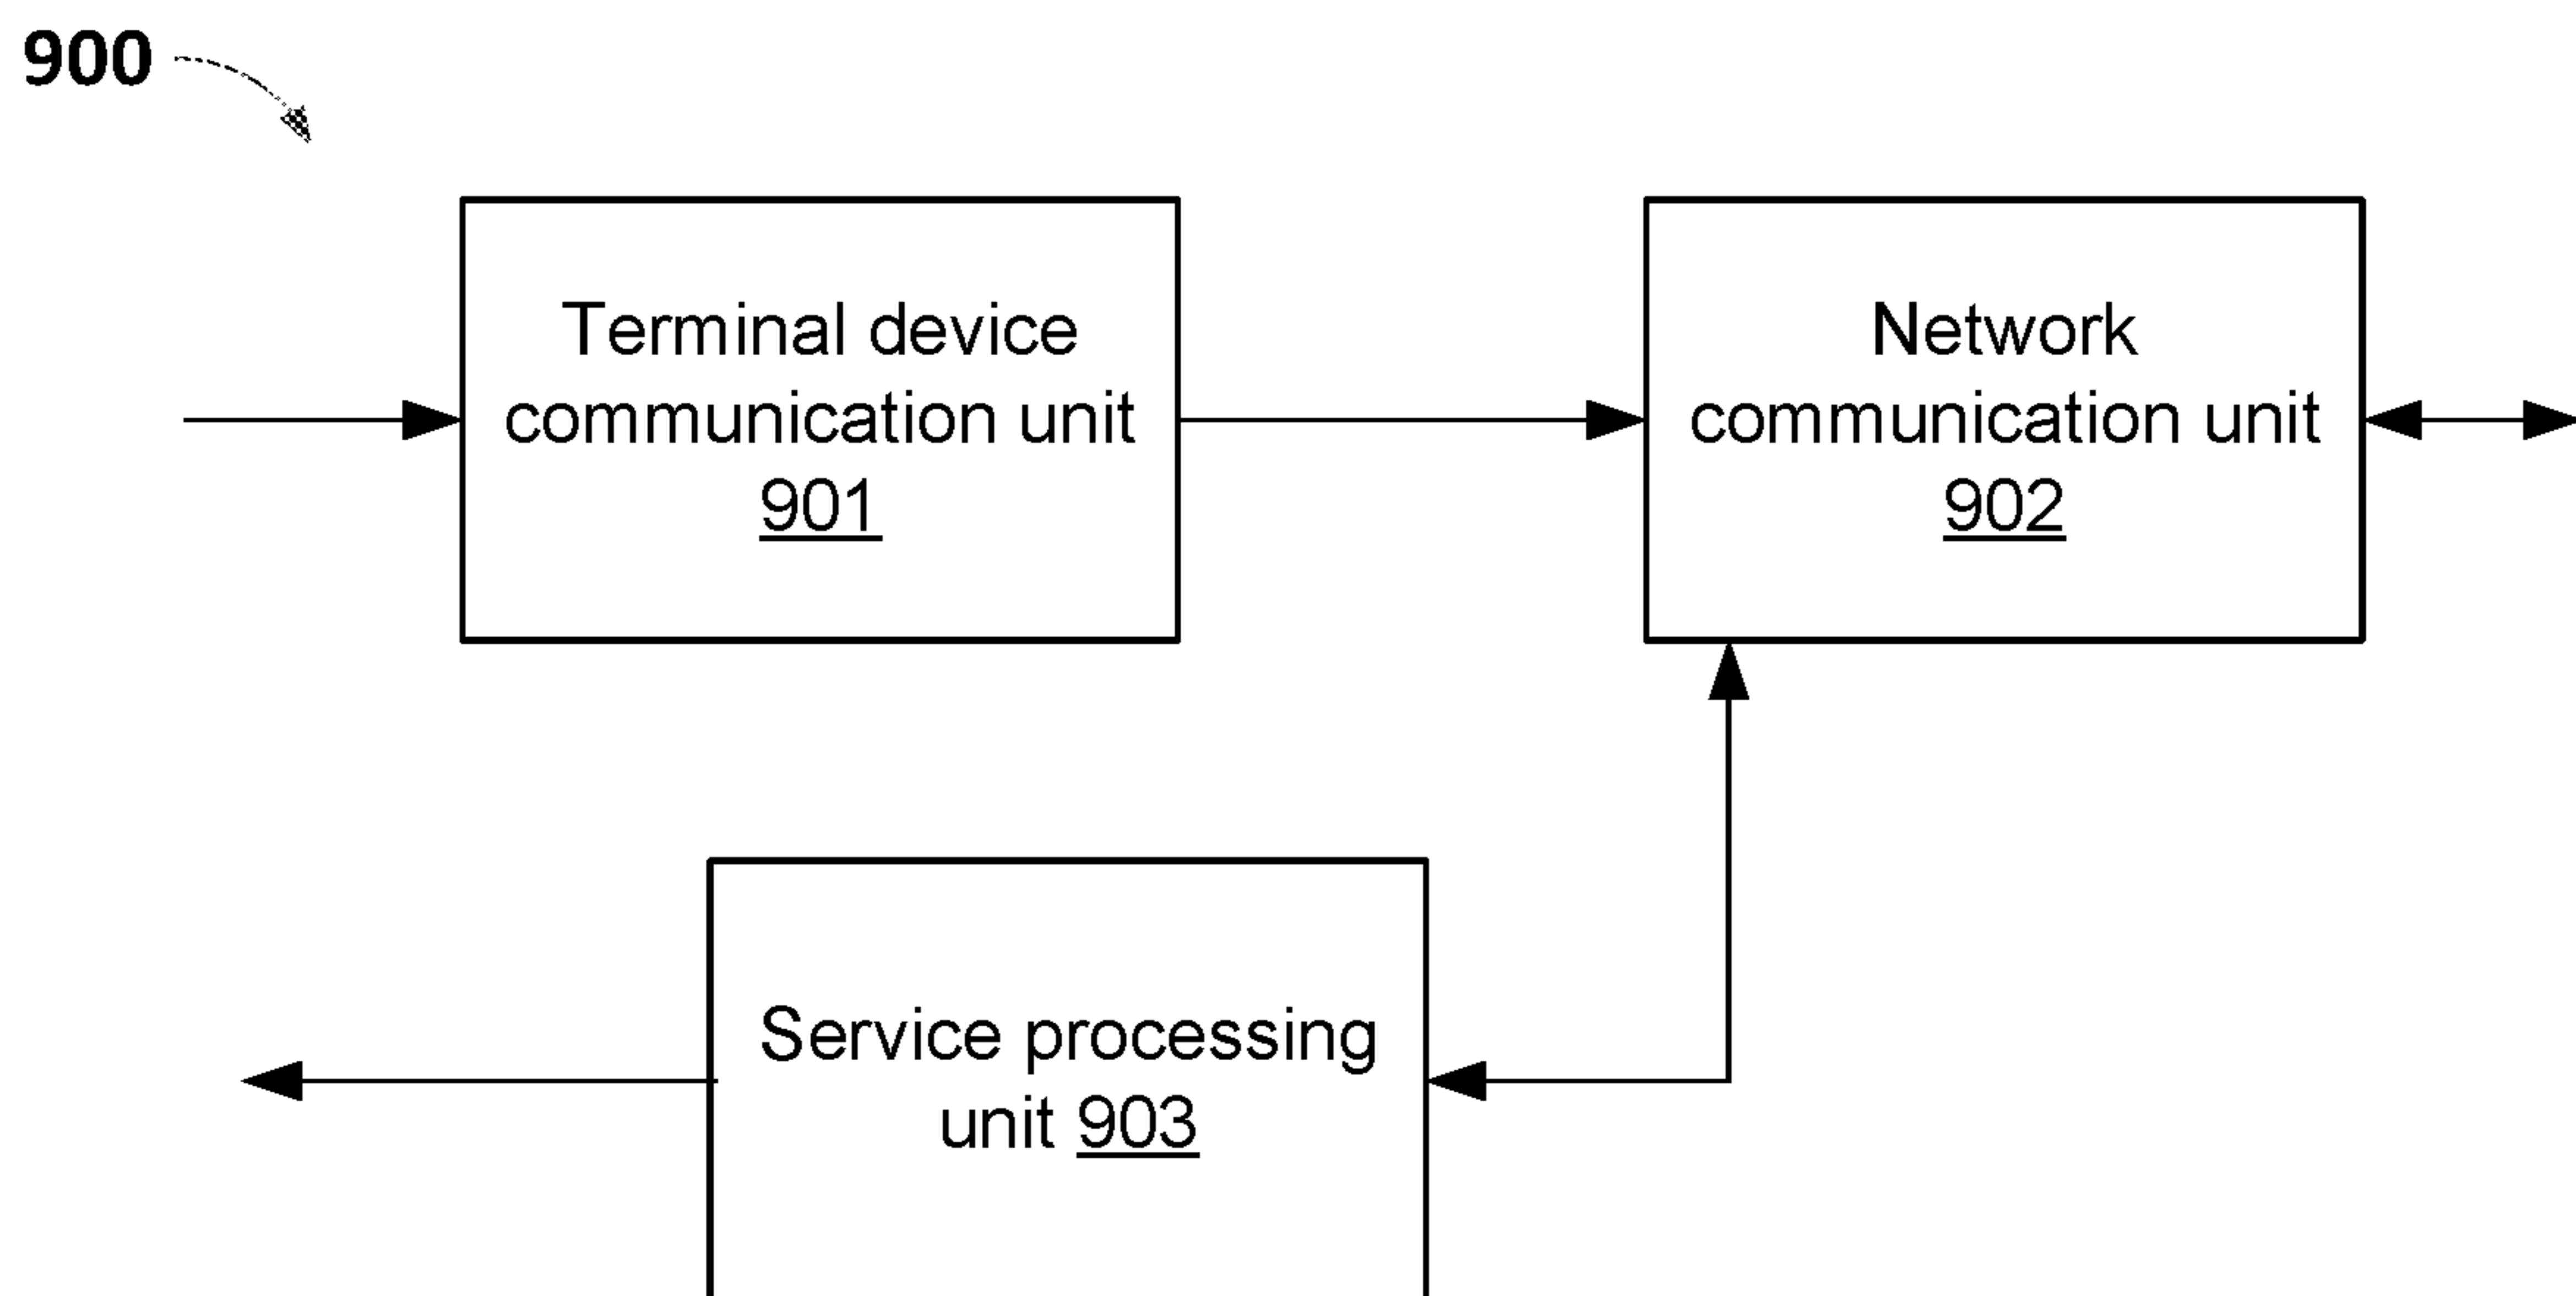 900
Terminal device
communication unit
901
Network
communication unit
902
Service processing
unit 903